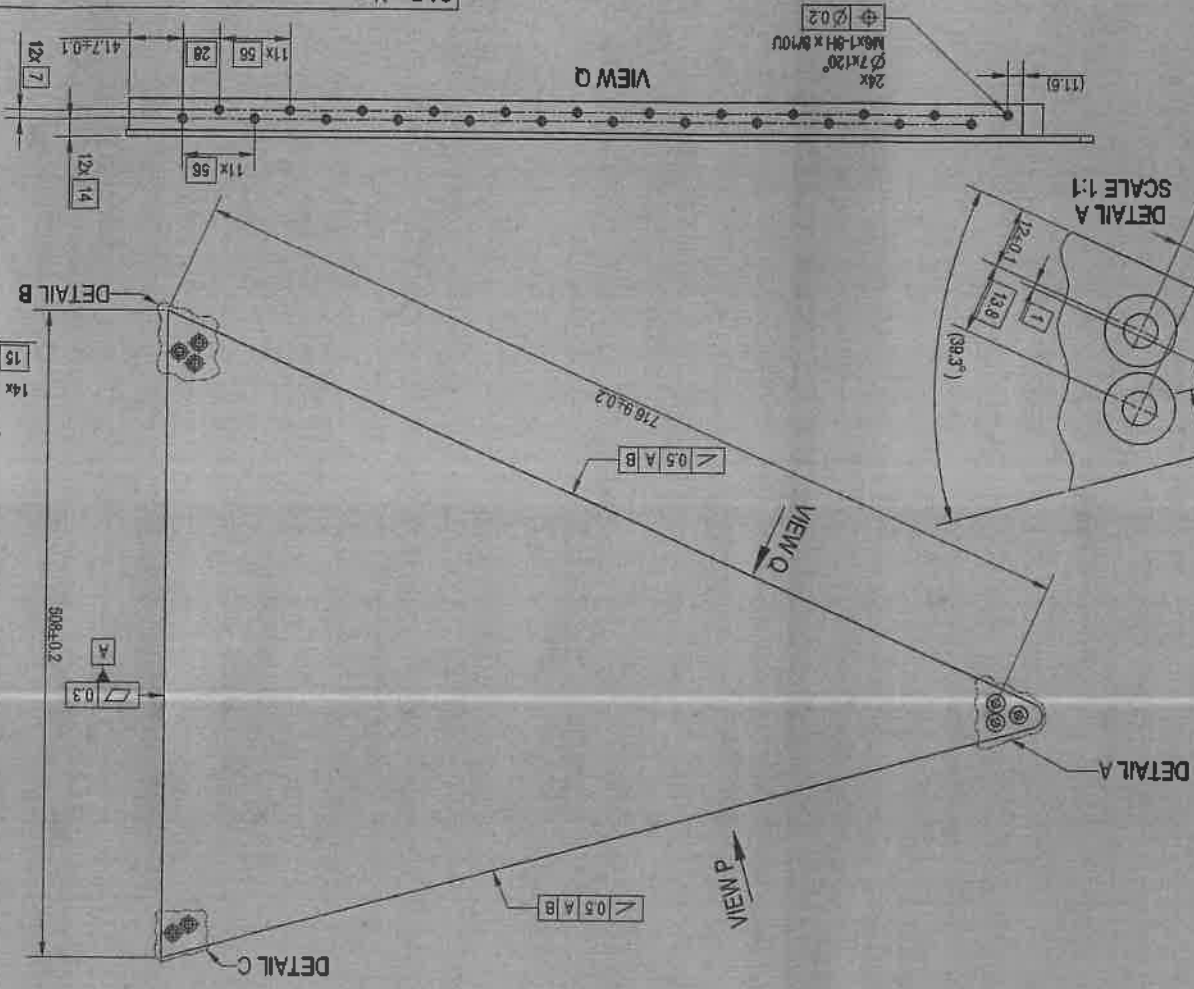 DETAIL C
∠ 0.5 A B
VIEW P
DETAIL A
508±0.2
⏥ 0.3
A
VIEW Q
∠ 0.5 A B
716.9±0.2
(39.3°)
14x
15
1
13.8
12±0.1
DETAIL B
DETAIL A
SCALE 1:1
12x 14
11x 56
(11.6)
VIEW Q
24x
Ø7x120°
M6x1-6H x 8/10U
⌖ Ø0.2
12x 7
41.7±0.1
28
11x 56